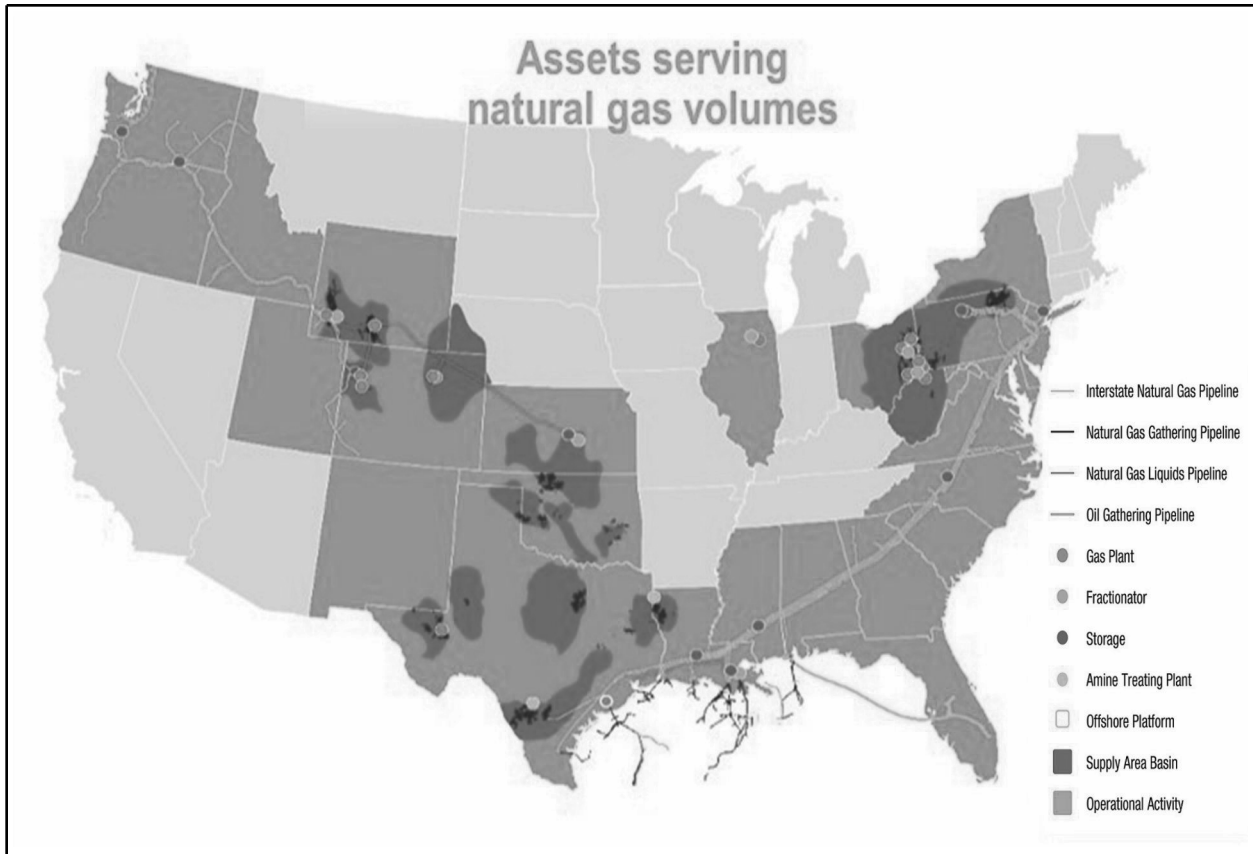 Assets serving
natural gas volumes
Interstate Natural Gas Pipeline
Natural Gas Gathering Pipeline
Natural Gas Liquids Pipeline
Oil Gathering Pipeline
Gas Plant
Fractionator
Storage
Amine Treating Plant
Offshore Platform
Supply Area Basin
Operational Activity